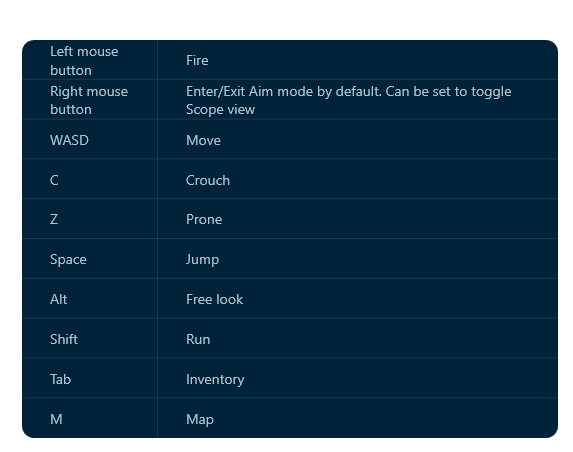 Left mouse
button
Fire
Right mouse
button
Enter/Exit Aim mode by default. Can be set to toggle
Scope view
WASD
Move
C
Crouch
Z
Prone
Space
Jump
Alt
Free look
Shift
Run
Tab
Inventory
M
Map